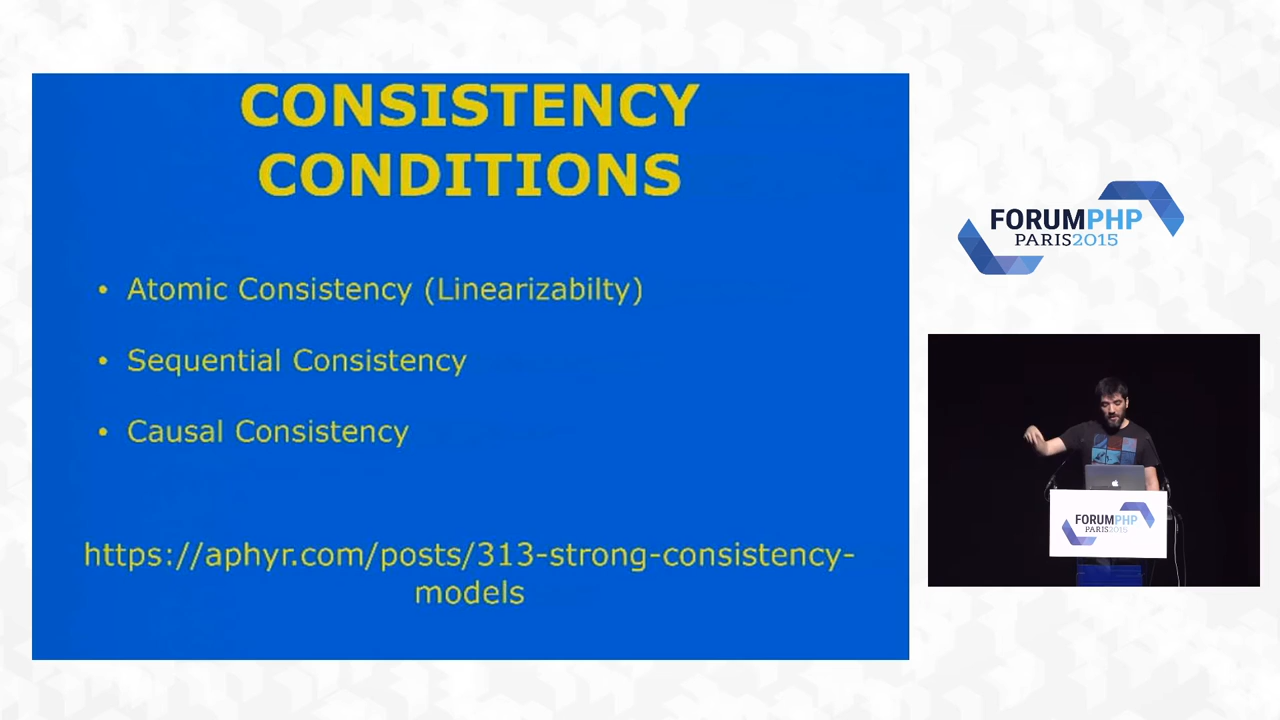 CONSISTENCY
CONDITIONS
• Atomic Consistency (Linearizabilty)
• Sequential Consistency
• Causal Consistency
https://aphyr.com/posts/313-strong-consistency-
models
FORUMPHP
PARIS2015
FORUMPHP
PARIS2015